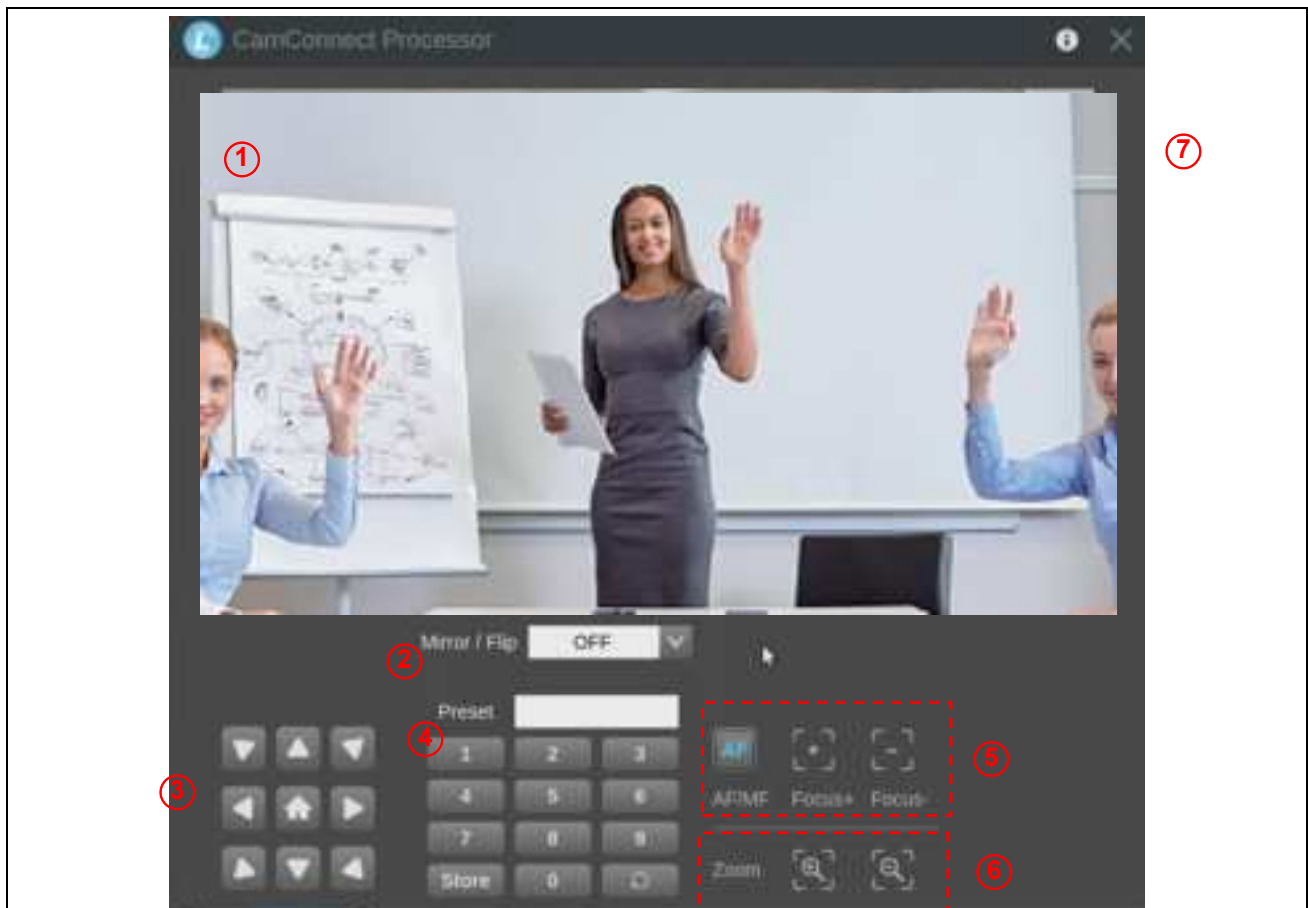 CamConnect Processor
1
7
Mirror / Flip OFF
2
Preset
4
1 2 3
AF
5
3
4 5 6
AF/MF Focus+ Focus-
7 8 9
Zoom
6
Store 0